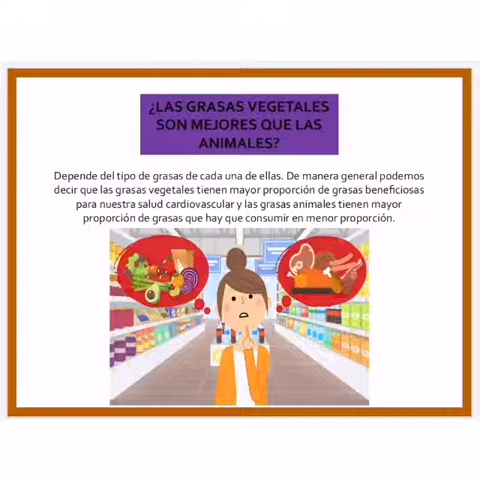 ¿LAS GRASAS VEGETALES
SON MEJORES QUE LAS
ANIMALES?
Depende del tipo de grasas de cada una de ellas. De manera general podemos
decir que las grasas vegetales tienen mayor proporción de grasas beneficiosas
para nuestra salud cardiovascular y las grasas animales tienen mayor
proporción de grasas que hay que consumir en menor proporción.